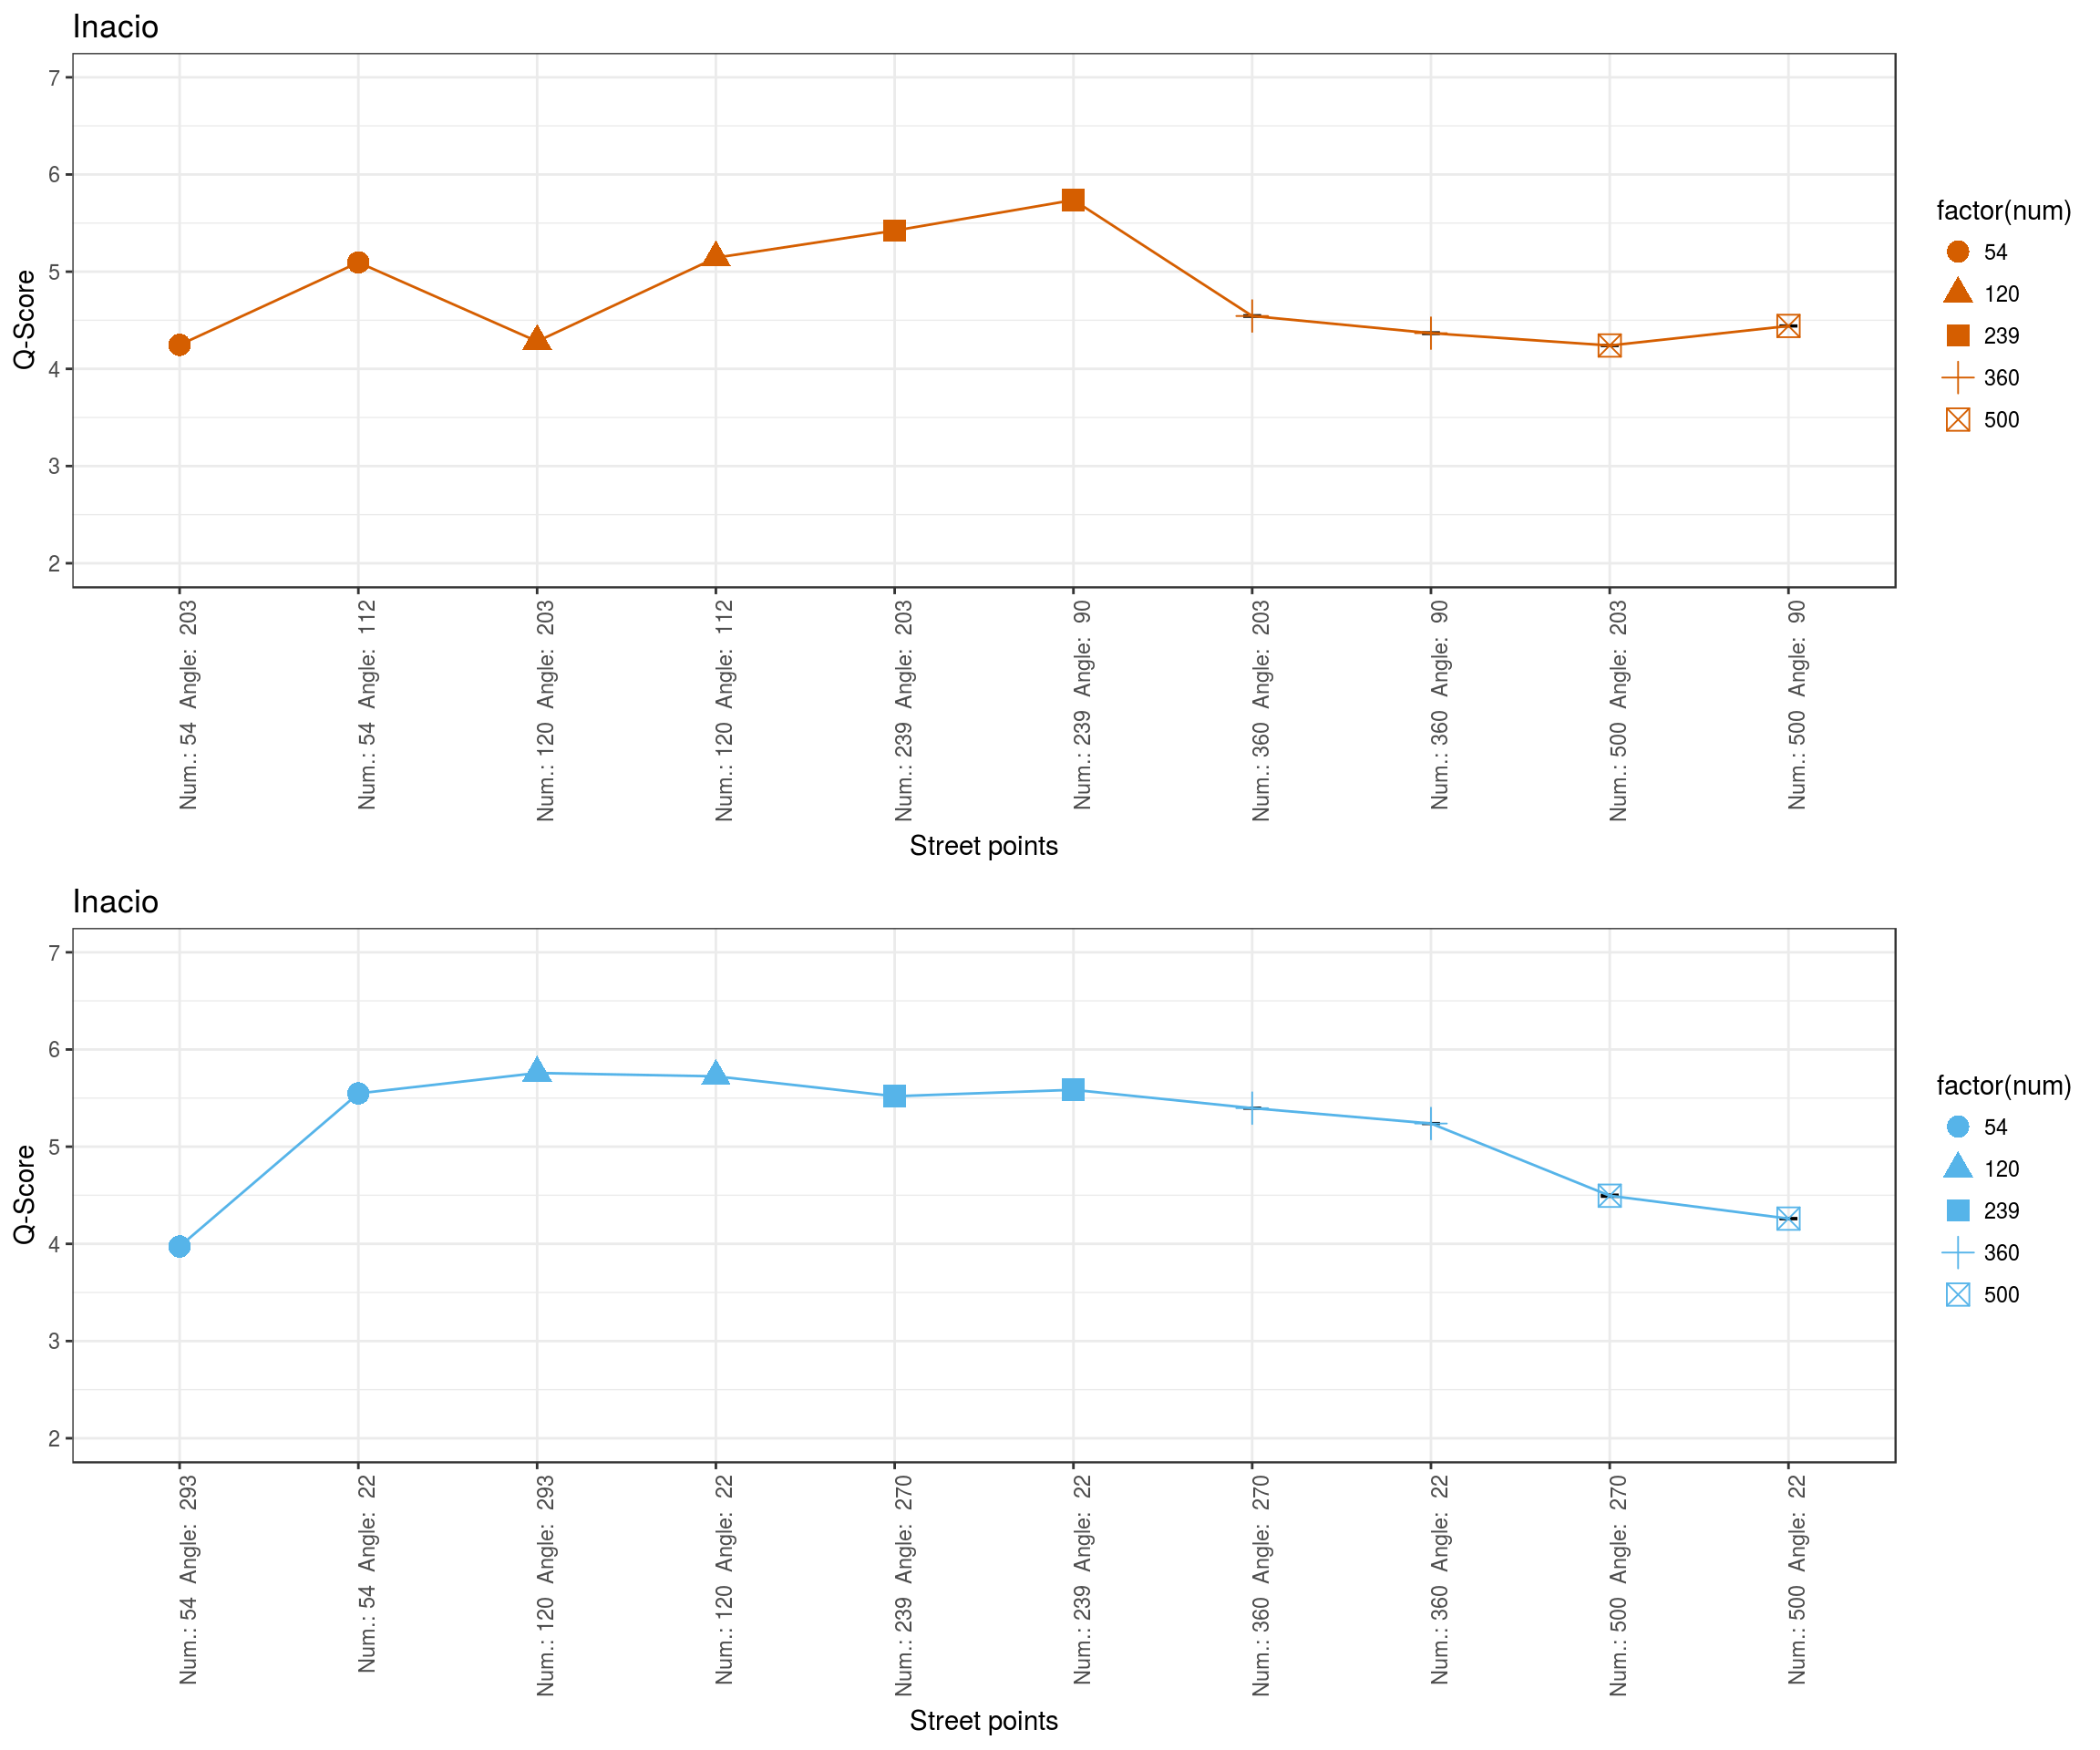 Inacio
7
6
5
4
3
2
Q-Score
Num.: 54 Angle: 203
Num.: 54 Angle: 112
Num.: 120 Angle: 203
Num.: 120 Angle: 112
Num.: 239 Angle: 203
Num.: 239 Angle: 90
Num.: 360 Angle: 203
Num.: 360 Angle: 90
Num.: 500 Angle: 203
Num.: 500 Angle: 90
Street points
factor(num)
54
120
239
360
500
Inacio
7
6
5
4
3
2
Q-Score
Num.: 54 Angle: 293
Num.: 54 Angle: 22
Num.: 120 Angle: 293
Num.: 120 Angle: 22
Num.: 239 Angle: 270
Num.: 239 Angle: 22
Num.: 360 Angle: 270
Num.: 360 Angle: 22
Num.: 500 Angle: 270
Num.: 500 Angle: 22
Street points
factor(num)
54
120
239
360
500